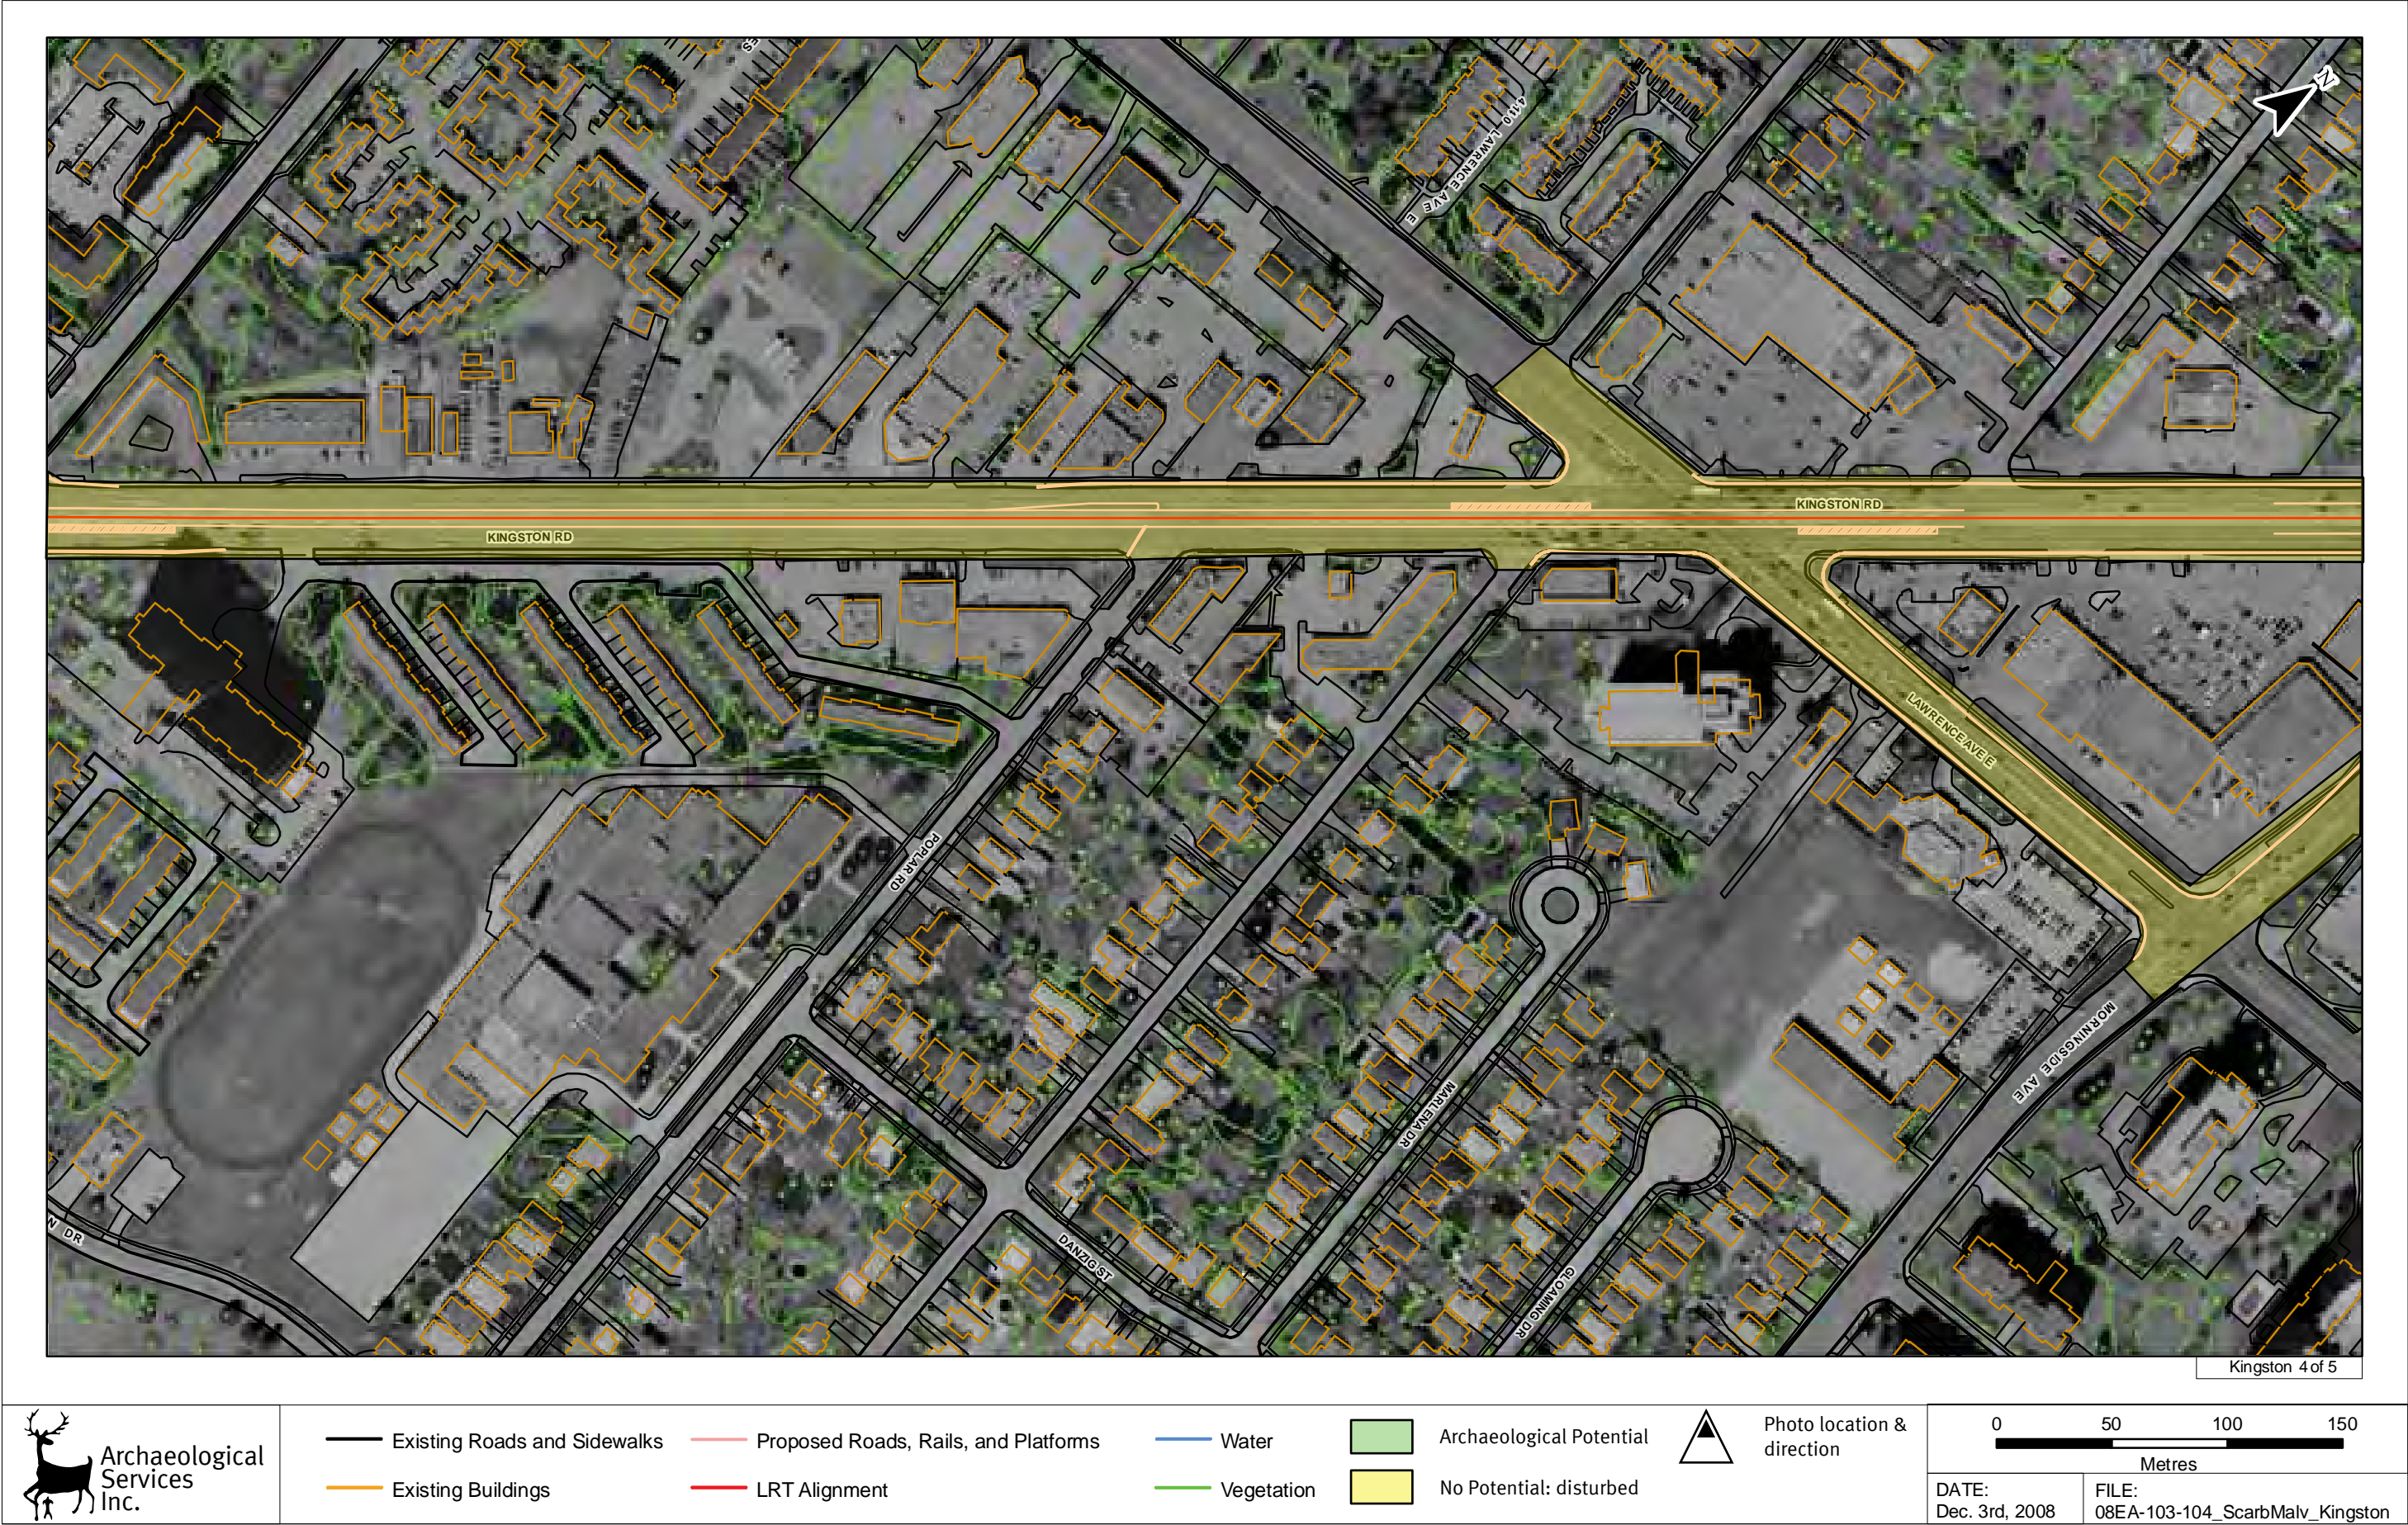 ES
4110 LAWRENCE AVE E
N
KINGSTON RD
KINGSTON RD
LAWRENCE AVE E
POPLAR RD
MORNINGSIDE AVE
MARLENA DR
N DR
DANZIG ST
GLOAMING DR
Kingston 4 of 5
Archaeological
Services
Inc.
Existing Roads and Sidewalks
Existing Buildings
Proposed Roads, Rails, and Platforms
LRT Alignment
Water
Vegetation
Archaeological Potential
No Potential: disturbed
Photo location &
direction
0 50 100 150
Metres
DATE:
Dec. 3rd, 2008
FILE:
08EA-103-104_ScarbMalv_Kingston